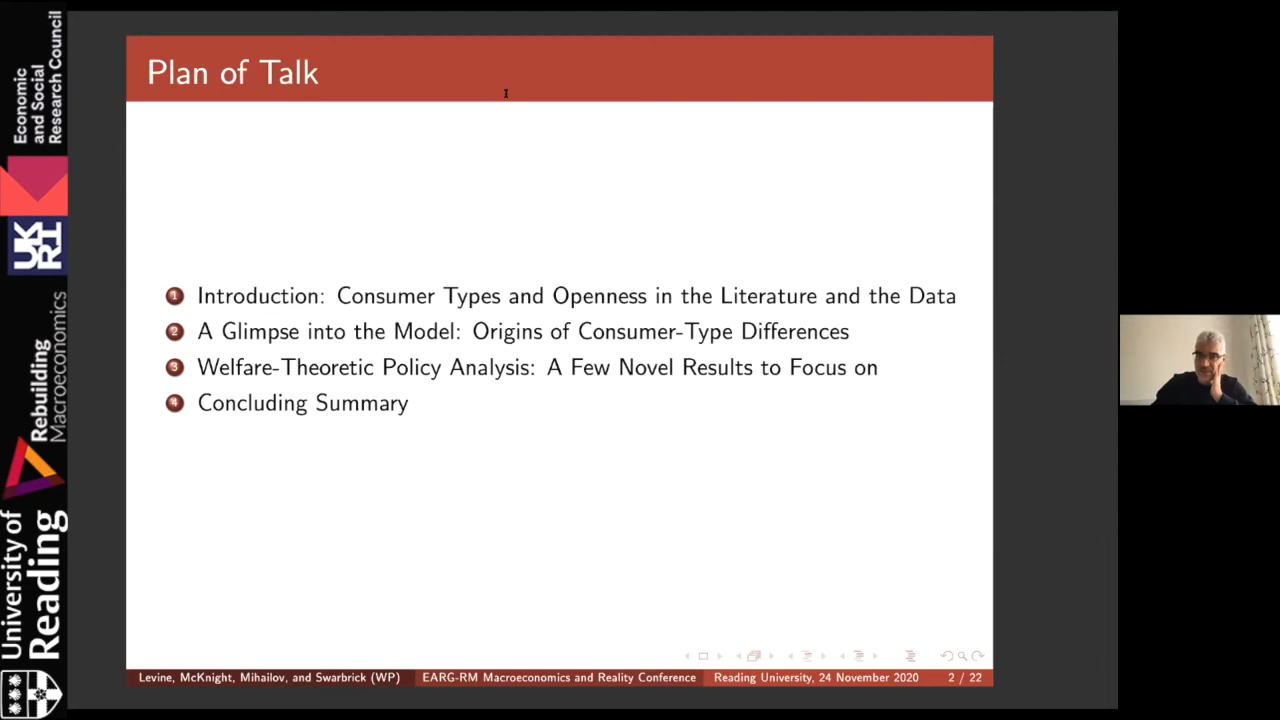 Plan of Talk
1 Introduction: Consumer Types and Openness in the Literature and the Data
2 A Glimpse into the Model: Origins of Consumer-Type Differences
3 Welfare-Theoretic Policy Analysis: A Few Novel Results to Focus on
4 Concluding Summary
Levine, McKnight, Mihailov, and Swarbrick (WP) EARG-RM Macroeconomics and Reality Conference Reading University, 24 November 2020 2 / 22
Economic
and Social
Research Council
UK
RI
Rebuilding
Macroeconomics
University of
Reading